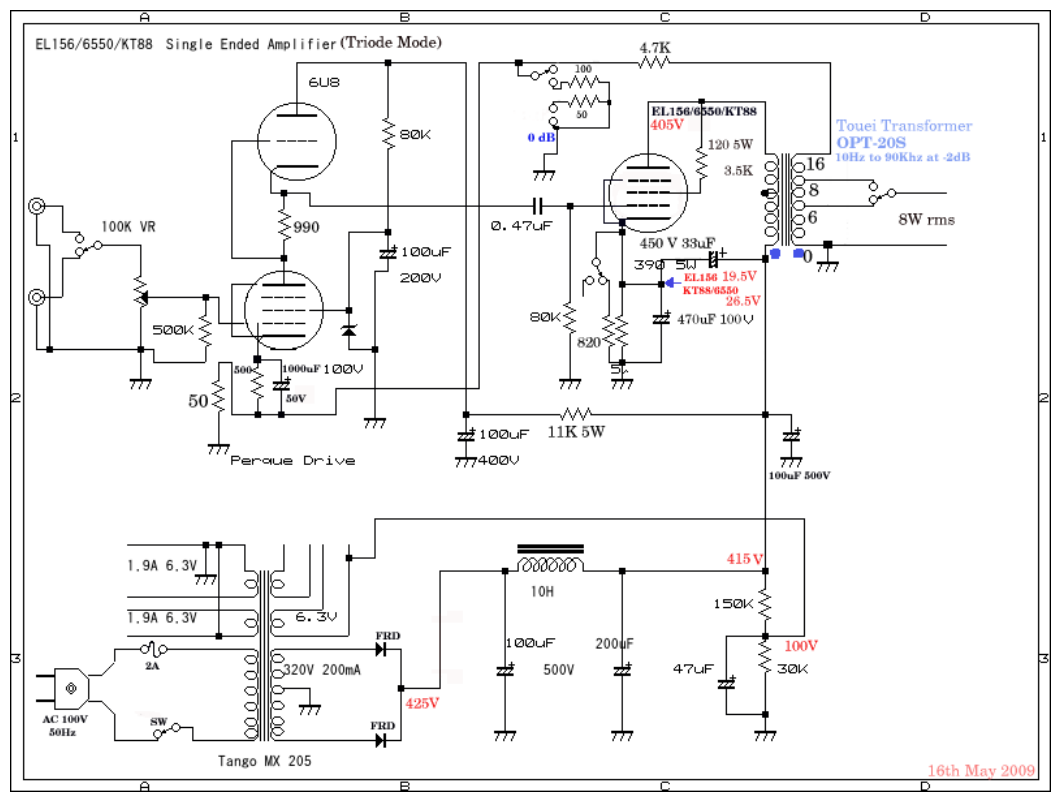 A B C D
EL156/6550/KT88 Single Ended Amplifier (Triode Mode)
6U8
4.7K
100
50
0 dB
1
80K
EL156/6550/KT88
405V
120 5W
3.5K
Touei Transformer
OPT-20S
10Hz to 90Khz at -2dB
1
16
8
6
0
8W rms
100K VR
990
0.47uF
100uF
200V
450 V 33uF
390 5W
EL156 19.5V
KT88/6550
26.5V
500K
80K
820
470uF 100V
100V
500
1000uF
50V
50
2
11K 5W
100uF
400V
100uF 500V
2
Perque Drive
1.9A 6.3V
1.9A 6.3V
6.3V
10H
415V
150K
100V
30K
47uF
100uF
500V
200uF
3
2A
FRD
320V 200mA
425V
FRD
AC 100V
50Hz
SW
3
Tango MX 205
16th May 2009
A B C D